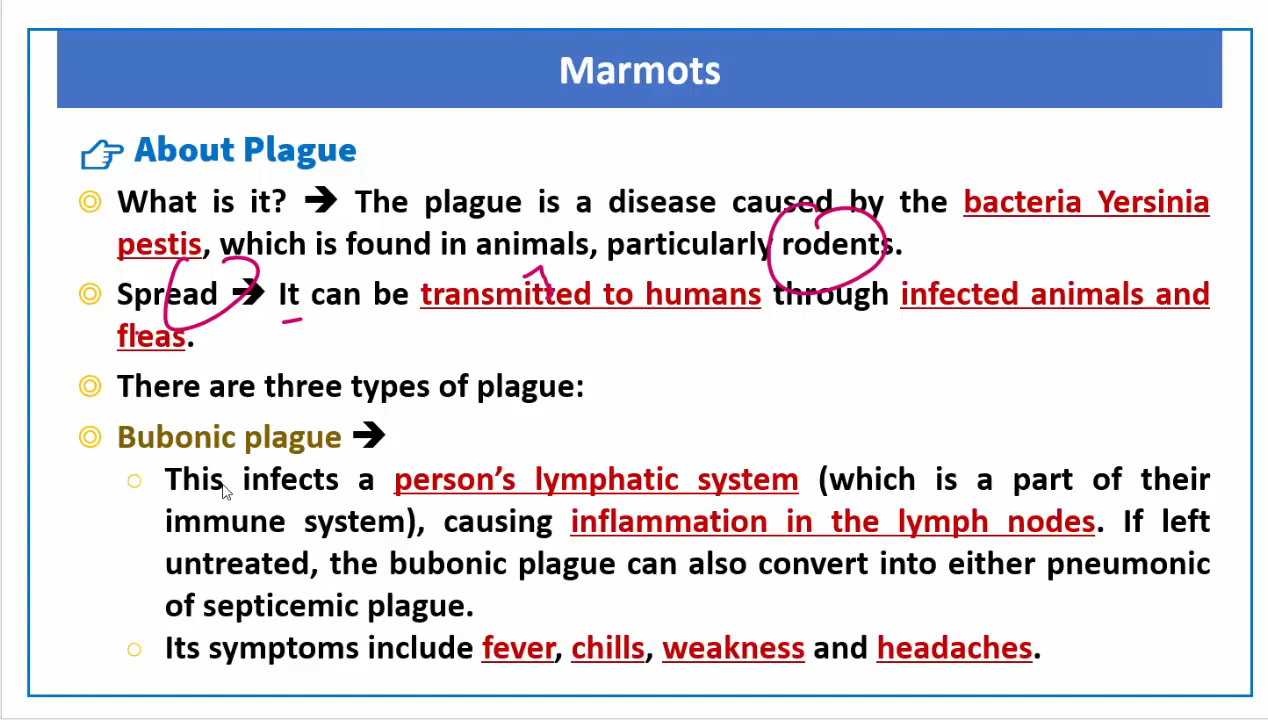 Marmots
About Plague
What is it? ➔ The plague is a disease caused by the bacteria Yersinia
pestis, which is found in animals, particularly rodents.
Spread ➔ It can be transmitted to humans through infected animals and
fleas.
There are three types of plague:
Bubonic plague ➔
This infects a person's lymphatic system (which is a part of their
immune system), causing inflammation in the lymph nodes. If left
untreated, the bubonic plague can also convert into either pneumonic
of septicemic plague.
Its symptoms include fever, chills, weakness and headaches.